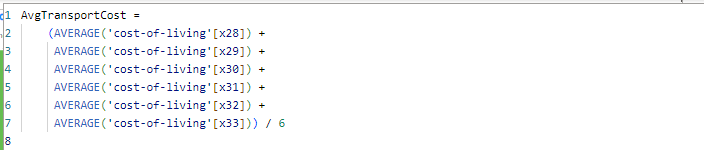 1 AvgTransportCost =
2 (AVERAGE('cost-of-living'[x28]) +
3 AVERAGE('cost-of-living'[x29]) +
4 AVERAGE('cost-of-living'[x30]) +
5 AVERAGE('cost-of-living'[x31]) +
6 AVERAGE('cost-of-living'[x32]) +
7 AVERAGE('cost-of-living'[x33])) / 6
8